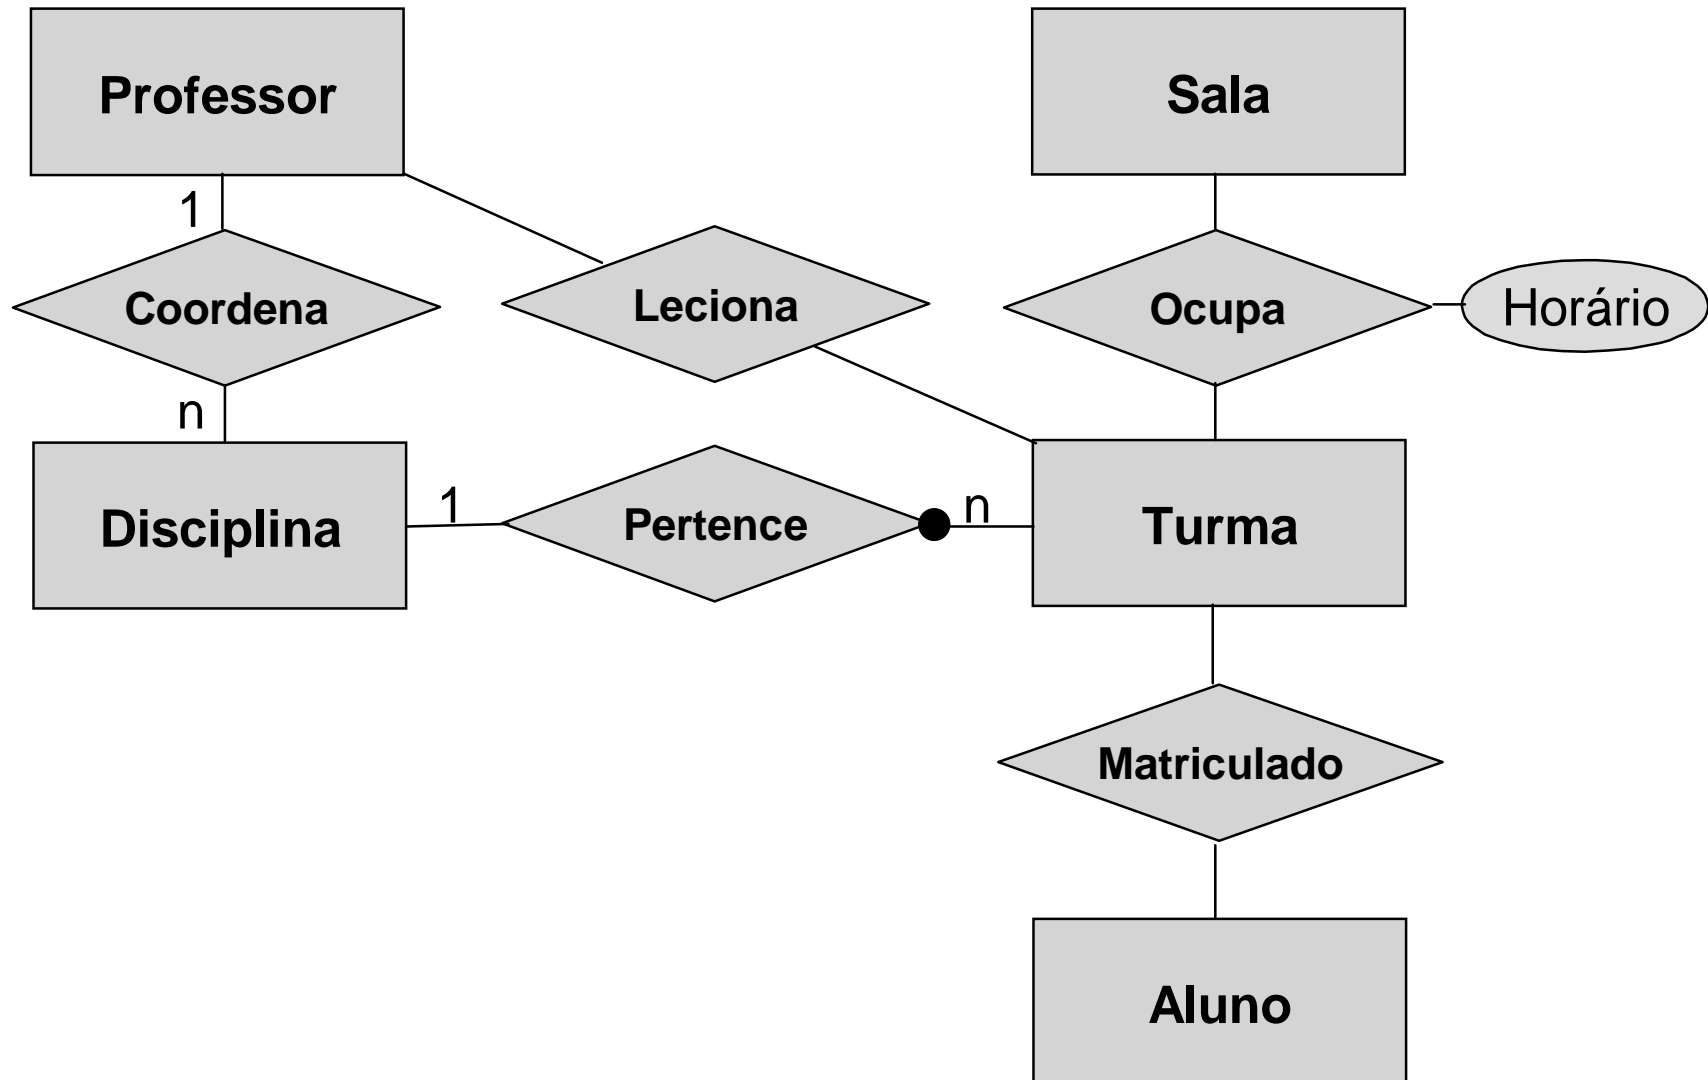 Professor
Sala
1
Coordena
Leciona
Ocupa
Horário
n
Disciplina
1
Pertence
n
Turma
Matriculado
Aluno